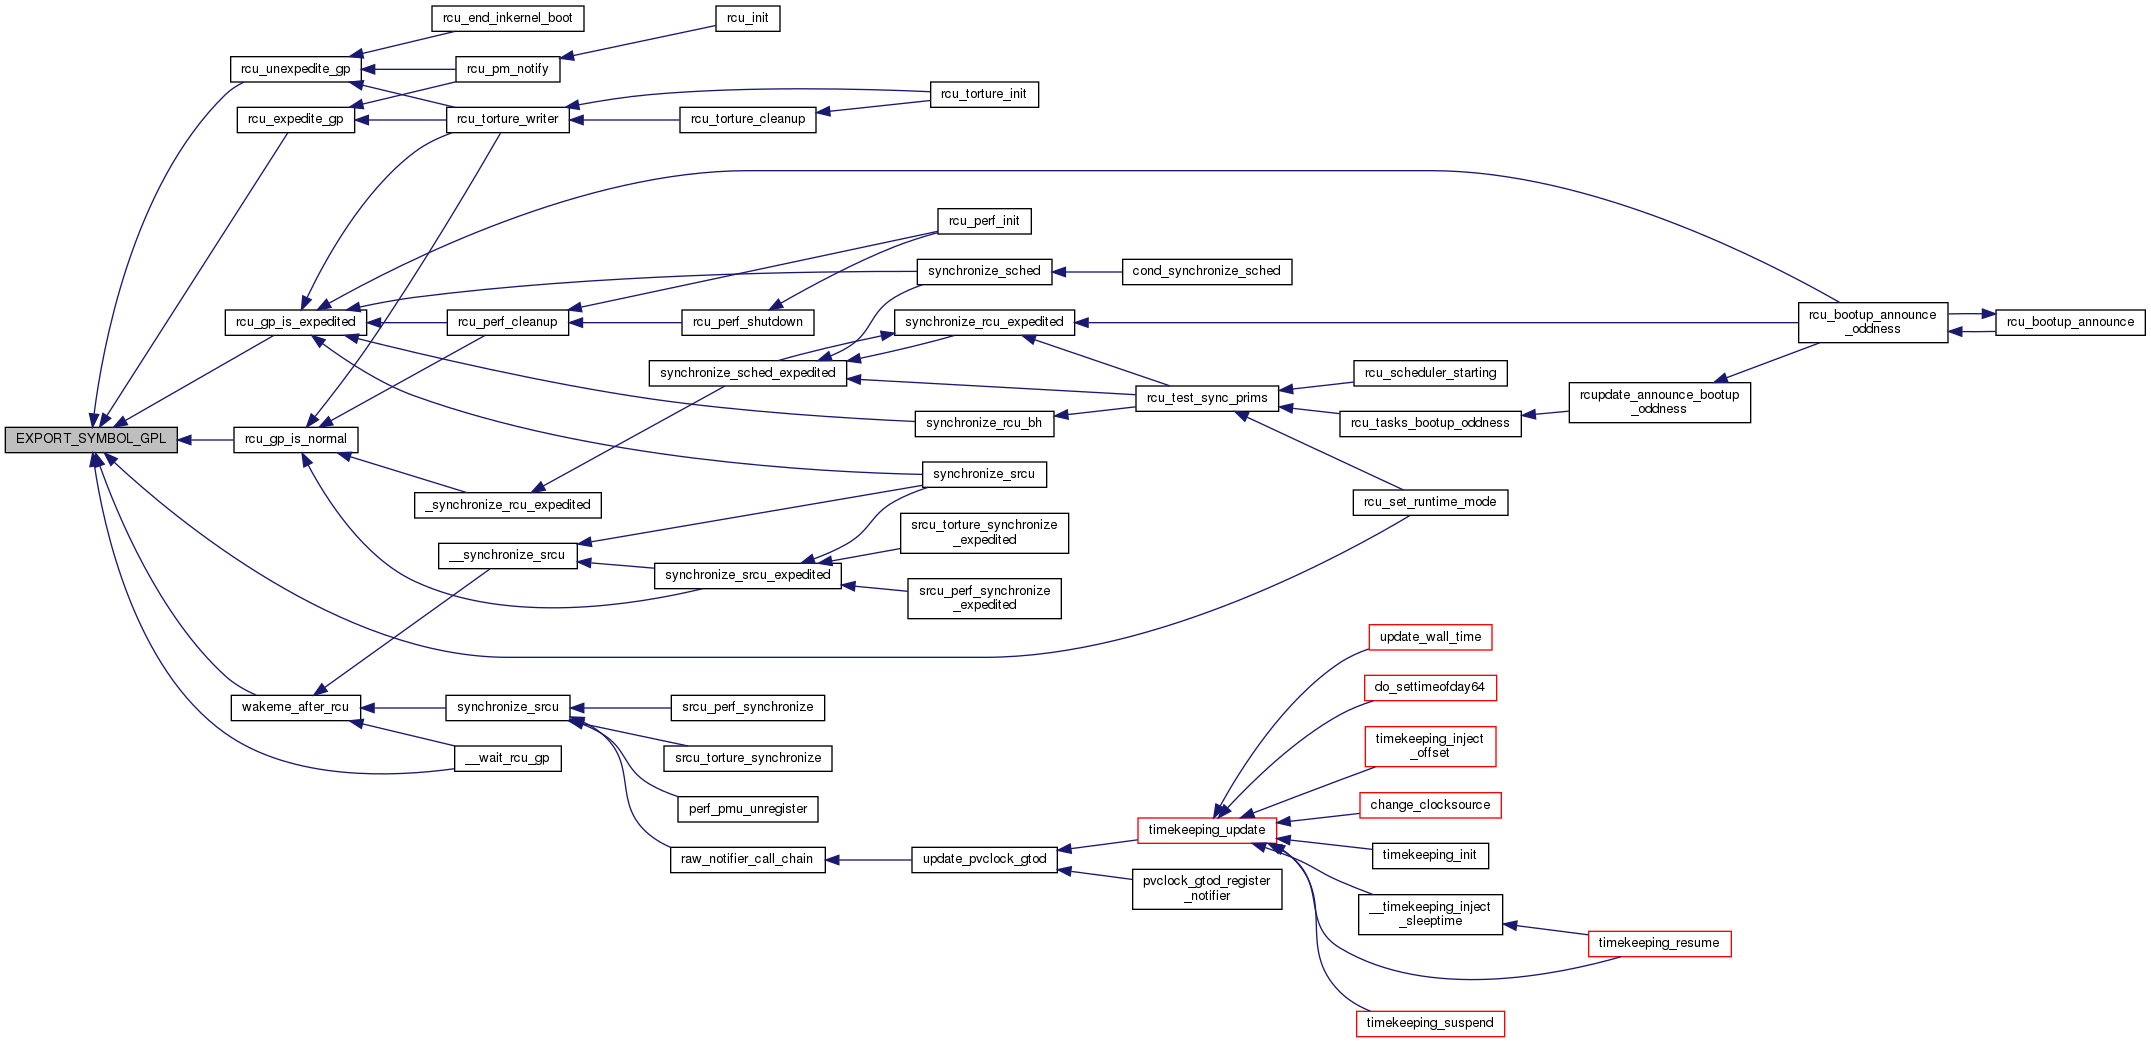 rcu_end_inkernel_boot
rcu_init
rcu_unexpedite_gp
rcu_pm_notify
rcu_torture_init
rcu_expedite_gp
rcu_torture_writer
rcu_torture_cleanup
rcu_perf_init
synchronize_sched
cond_synchronize_sched
rcu_gp_is_expedited
rcu_perf_cleanup
rcu_perf_shutdown
synchronize_rcu_expedited
rcu_bootup_announce
_oddness
rcu_bootup_announce
synchronize_sched_expedited
rcu_scheduler_starting
rcu_test_sync_prims
rcupdate_announce_bootup
_oddness
EXPORT_SYMBOL_GPL
rcu_gp_is_normal
synchronize_rcu_bh
rcu_tasks_bootup_oddness
synchronize_srcu
_synchronize_rcu_expedited
rcu_set_runtime_mode
srcu_torture_synchronize
_expedited
__synchronize_srcu
synchronize_srcu_expedited
srcu_perf_synchronize
_expedited
update_wall_time
do_settimeofday64
wakeme_after_rcu
synchronize_srcu
srcu_perf_synchronize
timekeeping_inject
_offset
__wait_rcu_gp
srcu_torture_synchronize
perf_pmu_unregister
change_clocksource
timekeeping_update
raw_notifier_call_chain
update_pvclock_gtod
timekeeping_init
pvclock_gtod_register
_notifier
__timekeeping_inject
_sleeptime
timekeeping_resume
timekeeping_suspend